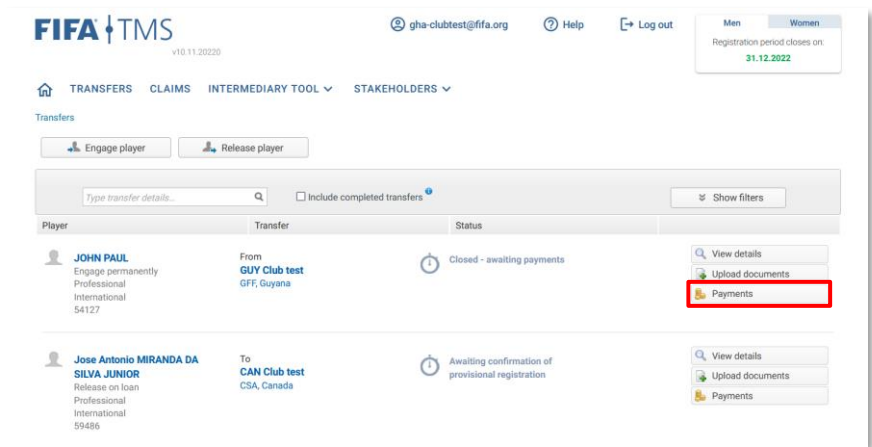 FIFA TMS
v10.11.20220
gha-clubtest@fifa.org
Help
Log out
Men
Women
Registration period closes on:
31.12.2022
TRANSFERS
CLAIMS
INTERMEDIARY TOOL
STAKEHOLDERS
Transfers
Engage player
Release player
Type transfer details...
Include completed transfers
Show filters
Player
Transfer
Status
JOHN PAUL
Engage permanently
Professional
International
54127
From
GUY Club test
GFF, Guyana
Closed - awaiting payments
View details
Upload documents
Payments
Jose Antonio MIRANDA DA
SILVA JUNIOR
Release on loan
Professional
International
59486
To
CAN Club test
CSA, Canada
Awaiting confirmation of
provisional registration
View details
Upload documents
Payments